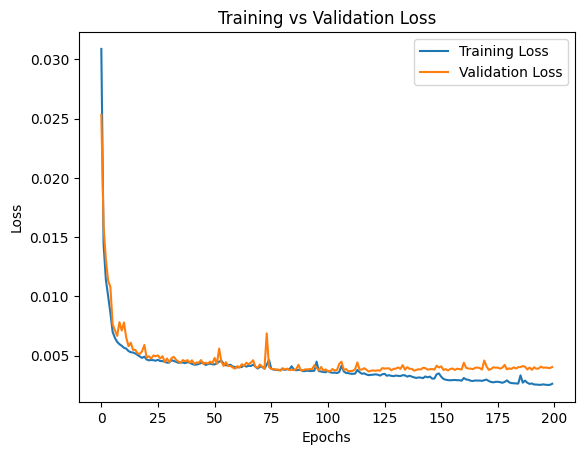 Training vs Validation Loss
Training Loss
Validation Loss
0.030
0.025
0.020
0.015
0.010
0.005
Loss
0 25 50 75 100 125 150 175 200
Epochs